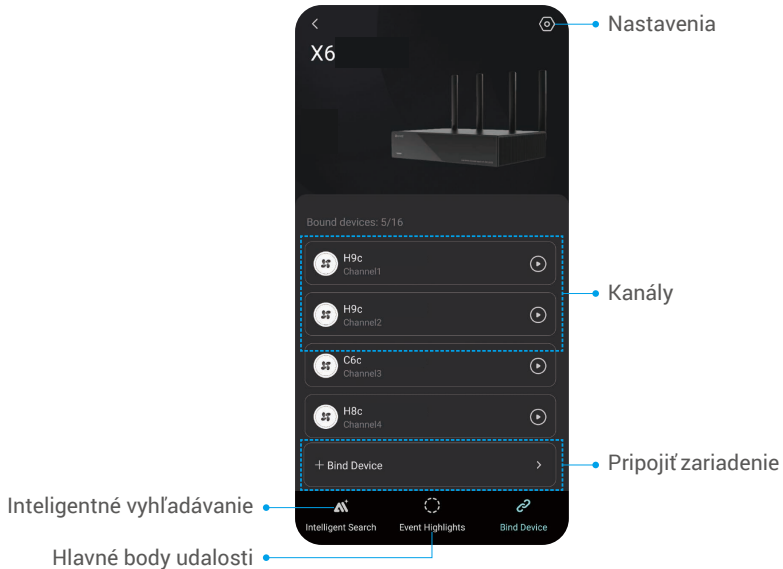 Nastavenia
X6
Bound devices: 5/16
H9c
Channel1
H9c
Channel2
Kanály
C6c
Channel3
H8c
Channel4
+ Bind Device
Pripojiť zariadenie
Inteligentné vyhľadávanie
Intelligent Search Event Highlights Bind Device
Hlavné body udalosti